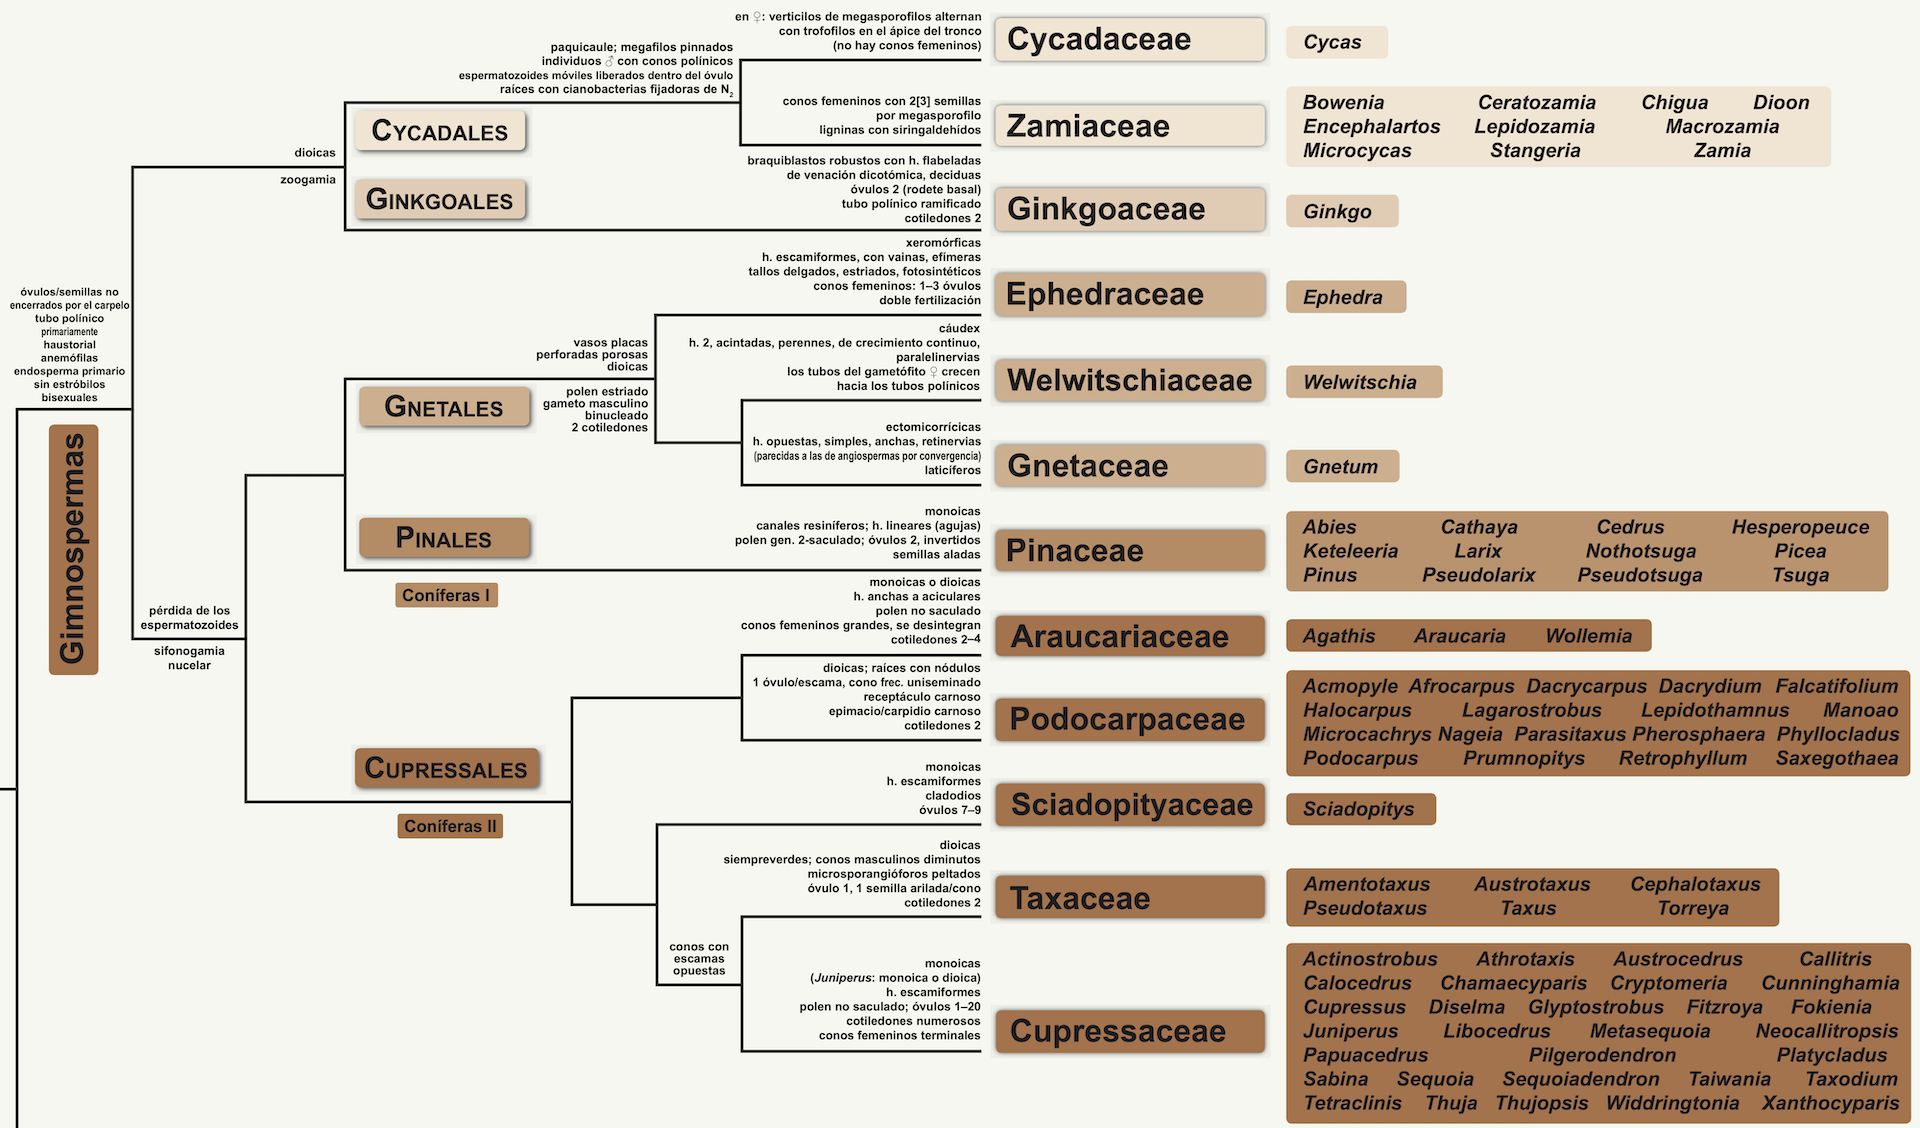 óvulos/semillas no
encerrados por el carpelo
tubo polínico
primariamente
haustorial
anemófilas
endosperma primario
sin estróbilos
bisexuales
Gimnospermas
dioicas
zoogamia
pérdida de los
espermatozoides
sifonogamia
nucelar
paquicaule; megafilos pinnados
individuos ♂ con conos polínicos
espermatozoides móviles liberados dentro del óvulo
raíces con cianobacterias fijadoras de N2
CYCADALES
en ♀: verticilos de megasporofilos alternan
con trofofilos en el ápice del tronco
(no hay conos femeninos)
Cycadaceae
Cycas
conos femeninos con 2[3] semillas
por megasporofilo
ligninas con siringaldehídos
Zamiaceae
Bowenia Ceratozamia Chigua Dioon
Encephalartos Lepidozamia Macrozamia
Microcycas Stangeria Zamia
GINKGOALES
braquiblastos robustos con h. flabeladas
de venación dicotómica, deciduas
óvulos 2 (rodete basal)
tubo polínico ramificado
cotiledones 2
Ginkgoaceae
Ginkgo
vasos placas
perforadas porosas
dioicas
polen estriado
gameto masculino
binucleado
2 cotiledones
GNETALES
xeromórficas
h. escamiformes, con vainas, efímeras
tallos delgados, estriados, fotosintéticos
conos femeninos: 1–3 óvulos
doble fertilización
Ephedraceae
Ephedra
cáudex
h. 2, acintadas, perennes, de crecimiento continuo,
paralelinervias
los tubos del gametófito ♀ crecen
hacia los tubos polínicos
Welwitschiaceae
Welwitschia
ectomicorrícicas
h. opuestas, simples, anchas, retinervias
(parecidas a las de angiospermas por convergencia)
laticíferos
Gnetaceae
Gnetum
PINALES
Coníferas I
monoicas
canales resiníferos; h. lineares (agujas)
polen gen. 2-saculado; óvulos 2, invertidos
semillas aladas
Pinaceae
Abies Cathaya Cedrus Hesperopeuce
Keteleeria Larix Nothotsuga Picea
Pinus Pseudolarix Pseudotsuga Tsuga
CUPRESSALES
Coníferas II
monoicas o dioicas
h. anchas a aciculares
polen no saculado
conos femeninos grandes, se desintegran
cotiledones 2–4
Araucariaceae
Agathis Araucaria Wollemia
dioicas; raíces con nódulos
1 óvulo/escama, cono frec. uniseminado
receptáculo carnoso
epimacio/carpidio carnoso
cotiledones 2
Podocarpaceae
Acmopyle Afrocarpus Dacrycarpus Dacrydium Falcatifolium
Halocarpus Lagarostrobus Lepidothamnus Manoao
Microcachrys Nageia Parasitaxus Pherosphaera Phyllocladus
Podocarpus Prumnopitys Retrophyllum Saxegothaea
monoicas
h. escamiformes
cladodios
óvulos 7–9
Sciadopityaceae
Sciadopitys
dioicas
siempreverdes; conos masculinos diminutos
microsporangióforos peltados
óvulo 1, 1 semilla arilada/cono
cotiledones 2
Taxaceae
Amentotaxus Austrotaxus Cephalotaxus
Pseudotaxus Taxus Torreya
conos con
escamas
opuestas
monoicas
(Juniperus: monoica o dioica)
h. escamiformes
polen no saculado; óvulos 1–20
cotiledones numerosos
conos femeninos terminales
Cupressaceae
Actinostrobus Athrotaxis Austrocedrus Callitris
Calocedrus Chamaecyparis Cryptomeria Cunninghamia
Cupressus Diselma Glyptostrobus Fitzroya Fokienia
Juniperus Libocedrus Metasequoia Neocallitropsis
Papuacedrus Pilgerodendron Platycladus
Sabina Sequoia Sequoiadendron Taiwania Taxodium
Tetraclinis Thuja Thujopsis Widdringtonia Xanthocyparis